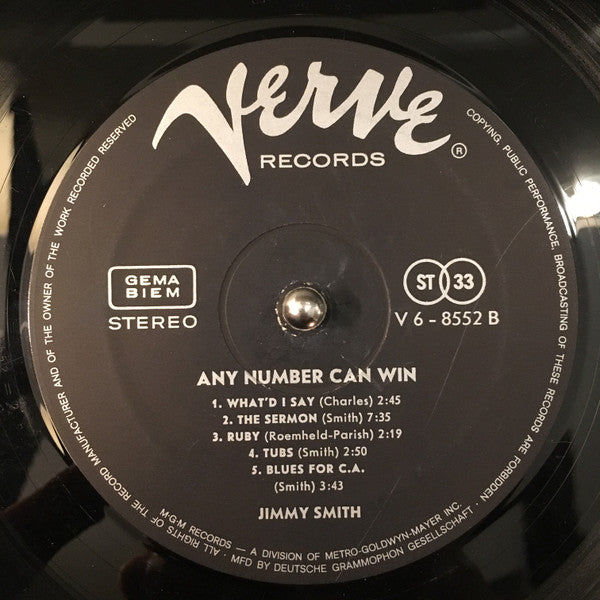 Verve
RECORDS
®
GEMA
BIEM
STEREO
ST 33
V 6 - 8552 B
ANY NUMBER CAN WIN
1. WHAT'D I SAY (Charles) 2:45
2. THE SERMON (Smith) 7:35
3. RUBY (Roemheld-Parish) 2:19
4. TUBS (Smith) 2:50
5. BLUES FOR C.A.
(Smith) 3:43
JIMMY SMITH
M·G·M RECORDS — A DIVISION OF METRO-GOLDWYN-MAYER INC.
ALL RIGHTS OF THE RECORD MANUFACTURER AND OF THE OWNER OF THE WORK RECORDED RESERVED
COPYING, PUBLIC PERFORMANCE, BROADCASTING OF THESE RECORDS ARE FORBIDDEN
· MFD BY DEUTSCHE GRAMMOPHON GESELLSCHAFT ·